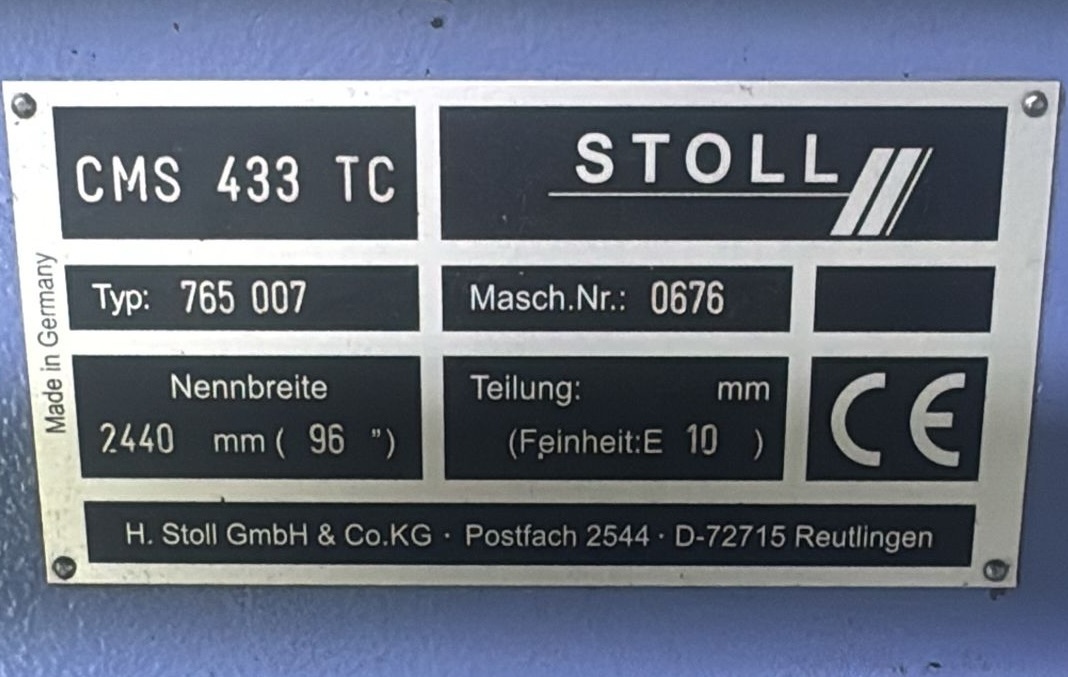 CMS 433 TC
STOLL
Made in Germany
Typ: 765 007
Masch.Nr.: 0676
Nennbreite
2440 mm ( 96 ")
Teilung: mm
(Feinheit:E 10 )
CE
H. Stoll GmbH & Co.KG · Postfach 2544 · D-72715 Reutlingen